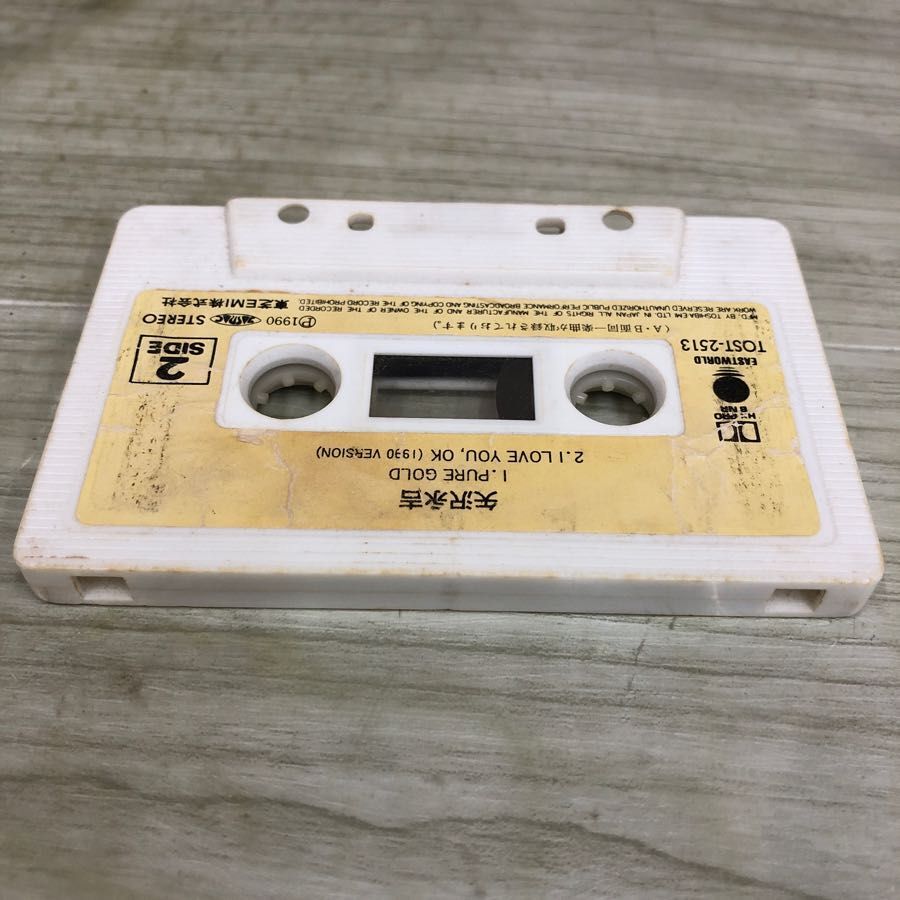 矢沢永吉
1. PURE GOLD
2. I LOVE YOU, OK (1990 VERSION)
HX PRO
B NR
EASTWORLD
TOST-2513
SIDE
2
(A・B面同一楽曲が収録されております。)
Ⓟ1990 JASRAC STEREO
MF'D BY TOSHIBA-EMI LTD. IN JAPAN ALL RIGHTS OF THE MANUFACTURER AND OF THE OWNER OF THE RECORDED
WORK ARE RESERVED UNAUTHORIZED PUBLIC PERFORMANCE BROADCASTING AND COPYING OF THE RECORD PROHIBITED.
東芝EMI株式会社